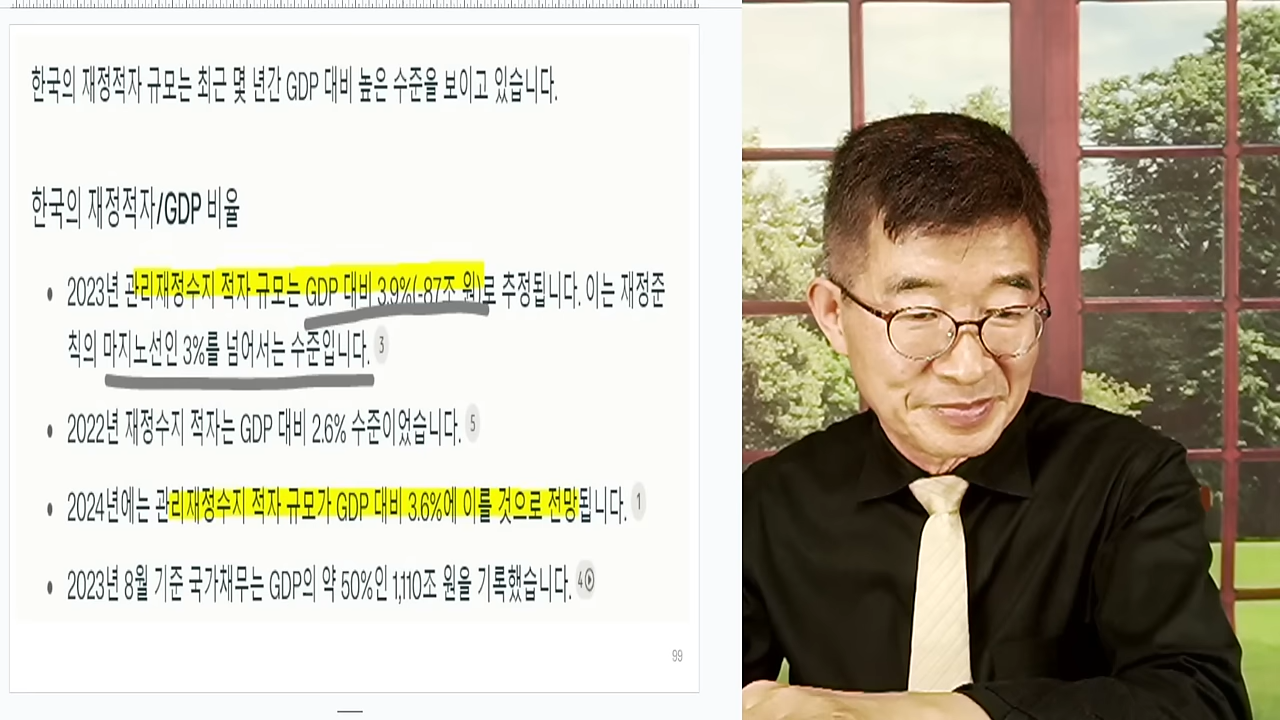 한국의 재정적자 규모는 최근 몇 년간 GDP 대비 높은 수준을 보이고 있습니다.
한국의 재정적자/GDP 비율
• 2023년 관리재정수지 적자 규모는 GDP 대비 3.9%(-87조 원)로 추정됩니다. 이는 재정준
칙의 마지노선인 3%를 넘어서는 수준입니다. 3
• 2022년 재정수지 적자는 GDP 대비 2.6% 수준이었습니다. 5
• 2024년에는 관리재정수지 적자 규모가 GDP 대비 3.6%에 이를 것으로 전망됩니다. 1
• 2023년 8월 기준 국가채무는 GDP의 약 50%인 1,110조 원을 기록했습니다. 4
99